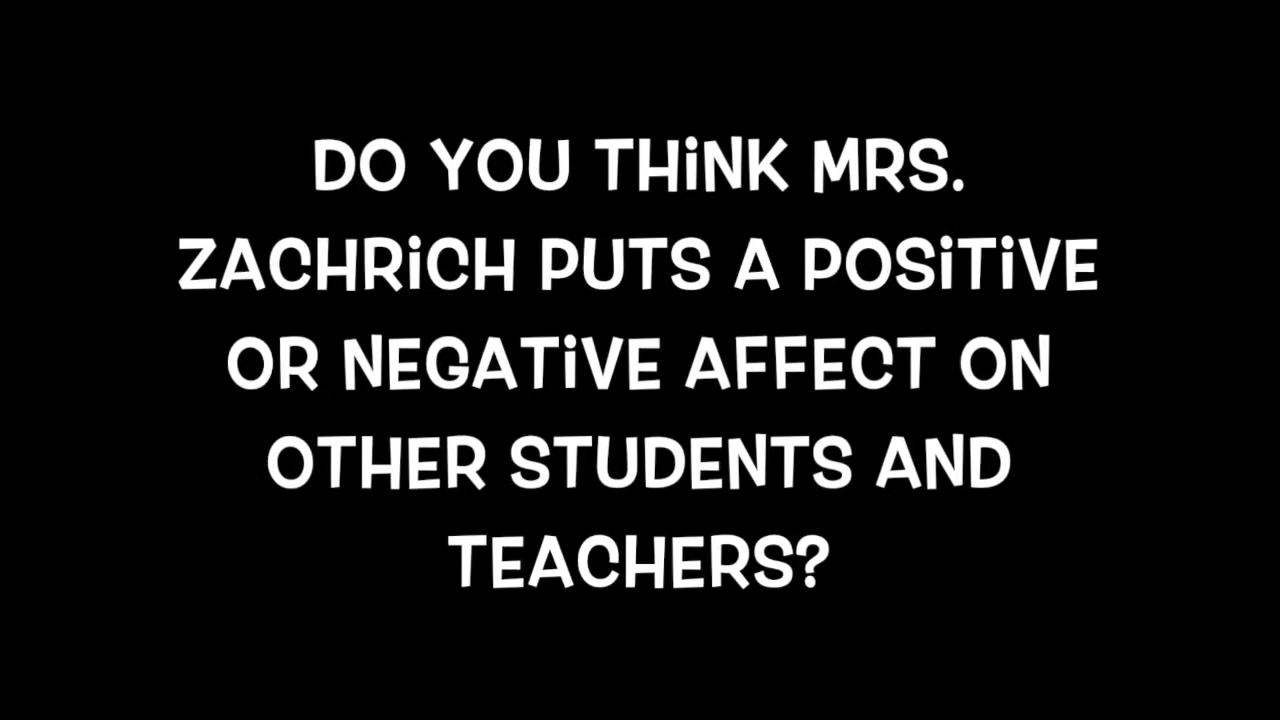 DO YOU THiNK MRS.
ZACHRiCH PUTS A POSiTiVE
OR NEGATiVE AFFECT ON
OTHER STUDENTS AND
TEACHERS?